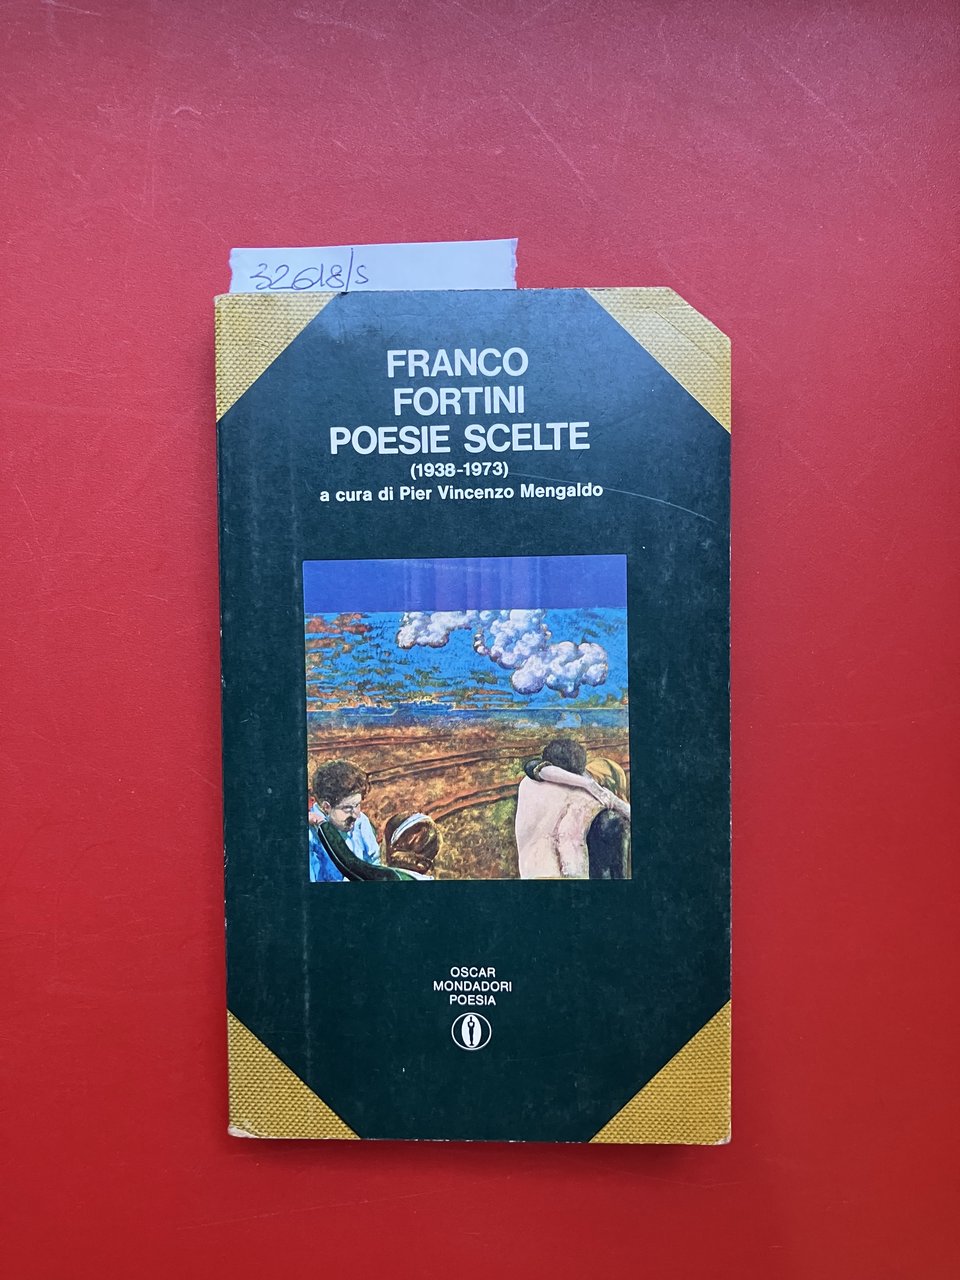 32618/s
FRANCO
FORTINI
POESIE SCELTE
(1938-1973)
a cura di Pier Vincenzo Mengaldo
OSCAR
MONDADORI
POESIA